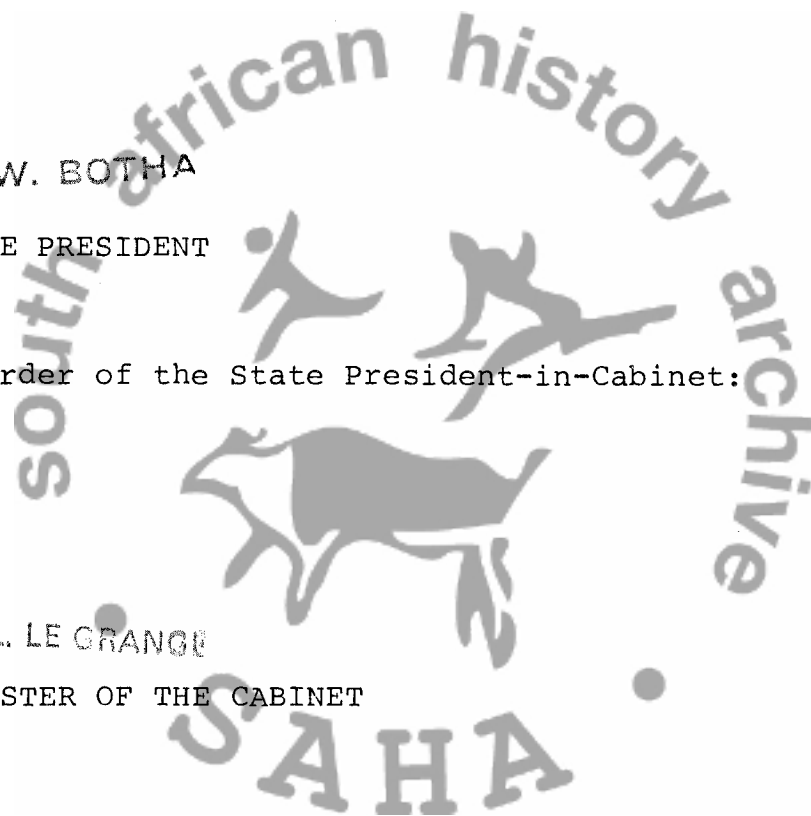 south african history archive
W. BOTHA
E PRESIDENT
rder of the State President-in-Cabinet:
L. LE GRANGE
STER OF THE CABINET
SAHA